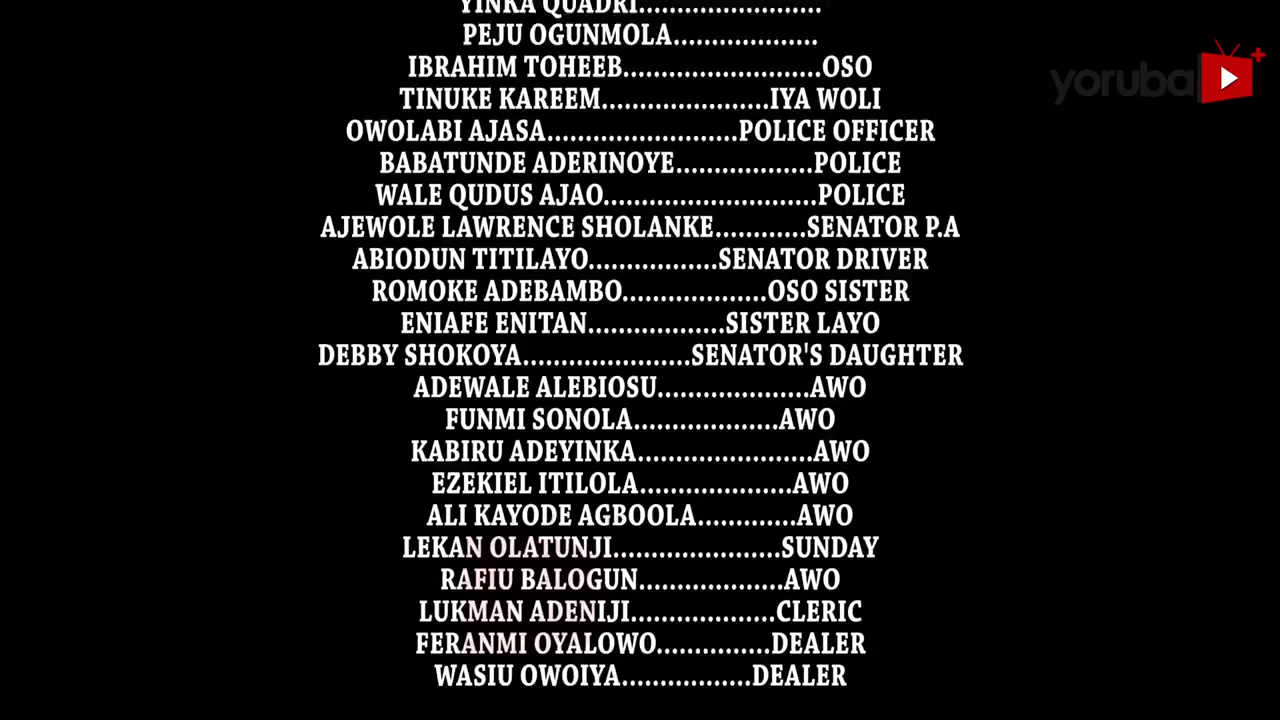 YINKA QUADRI........................
PEJU OGUNMOLA...................
IBRAHIM TOHEEB..........................OSO
TINUKE KAREEM......................IYA WOLI
OWOLABI AJASA.........................POLICE OFFICER
BABATUNDE ADERINOYE..................POLICE
WALE QUDUS AJAO............................POLICE
AJEWOLE LAWRENCE SHOLANKE............SENATOR P.A
ABIODUN TITILAYO.................SENATOR DRIVER
ROMOKE ADEBAMBO...................OSO SISTER
ENIAFE ENITAN..................SISTER LAYO
DEBBY SHOKOYA......................SENATOR'S DAUGHTER
ADEWALE ALEBIOSU....................AWO
FUNMI SONOLA...................AWO
KABIRU ADEYINKA.......................AWO
EZEKIEL ITILOLA....................AWO
ALI KAYODE AGBOOLA.............AWO
LEKAN OLATUNJI......................SUNDAY
RAFIU BALOGUN...................AWO
LUKMAN ADENIJI...................CLERIC
FERANMI OYALOWO...............DEALER
WASIU OWOIYA.................DEALER
yoruba+